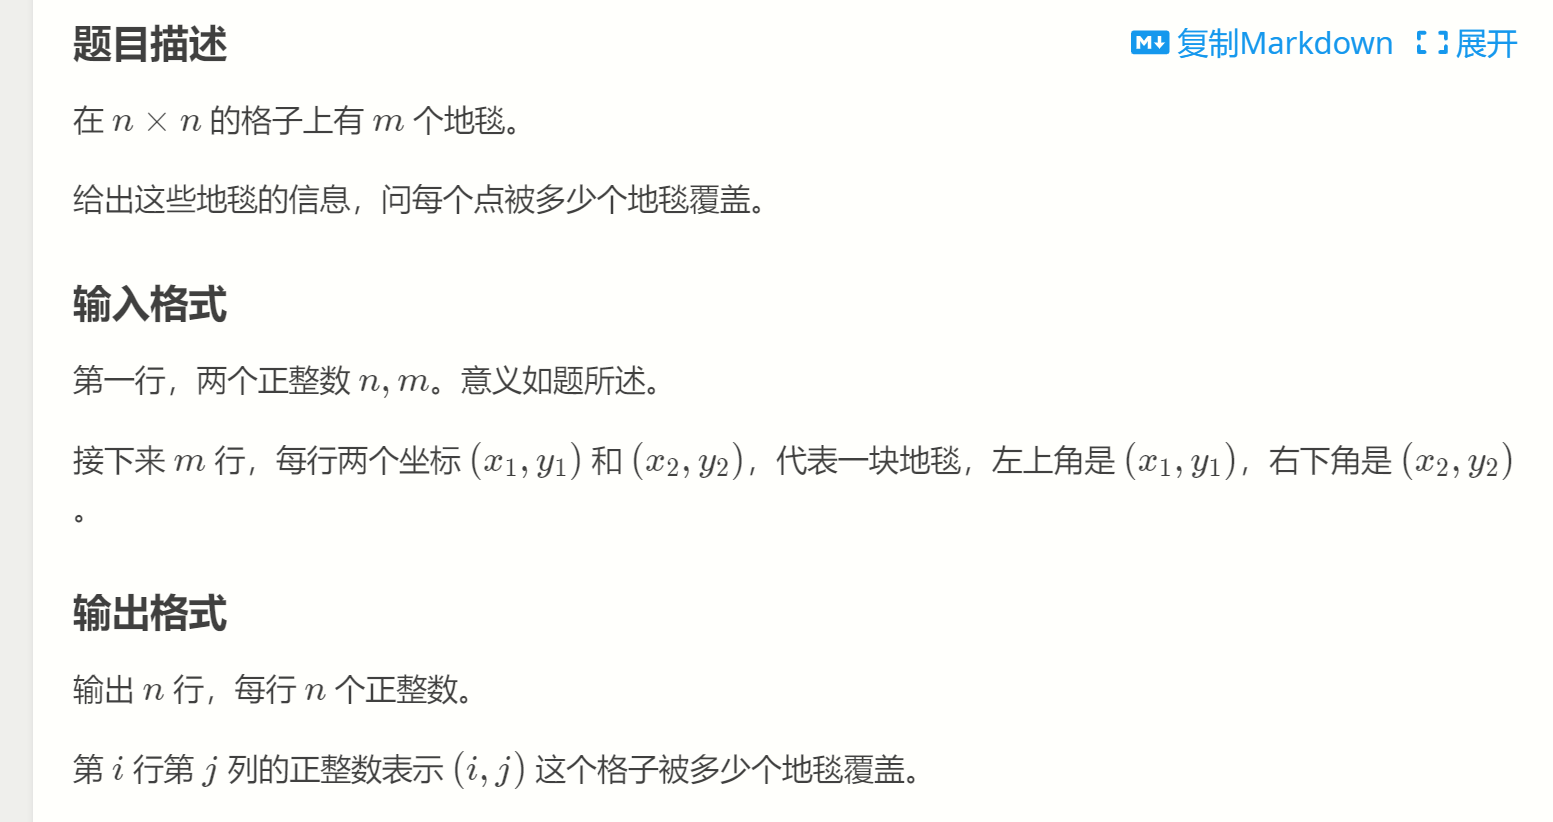 题目描述
复制Markdown 展开
在 n × n 的格子上有 m 个地毯。
给出这些地毯的信息，问每个点被多少个地毯覆盖。
输入格式
第一行，两个正整数 n, m。意义如题所述。
接下来 m 行，每行两个坐标 (x₁, y₁) 和 (x₂, y₂)，代表一块地毯，左上角是 (x₁, y₁)，右下角是 (x₂, y₂)
。
输出格式
输出 n 行，每行 n 个正整数。
第 i 行第 j 列的正整数表示 (i, j) 这个格子被多少个地毯覆盖。